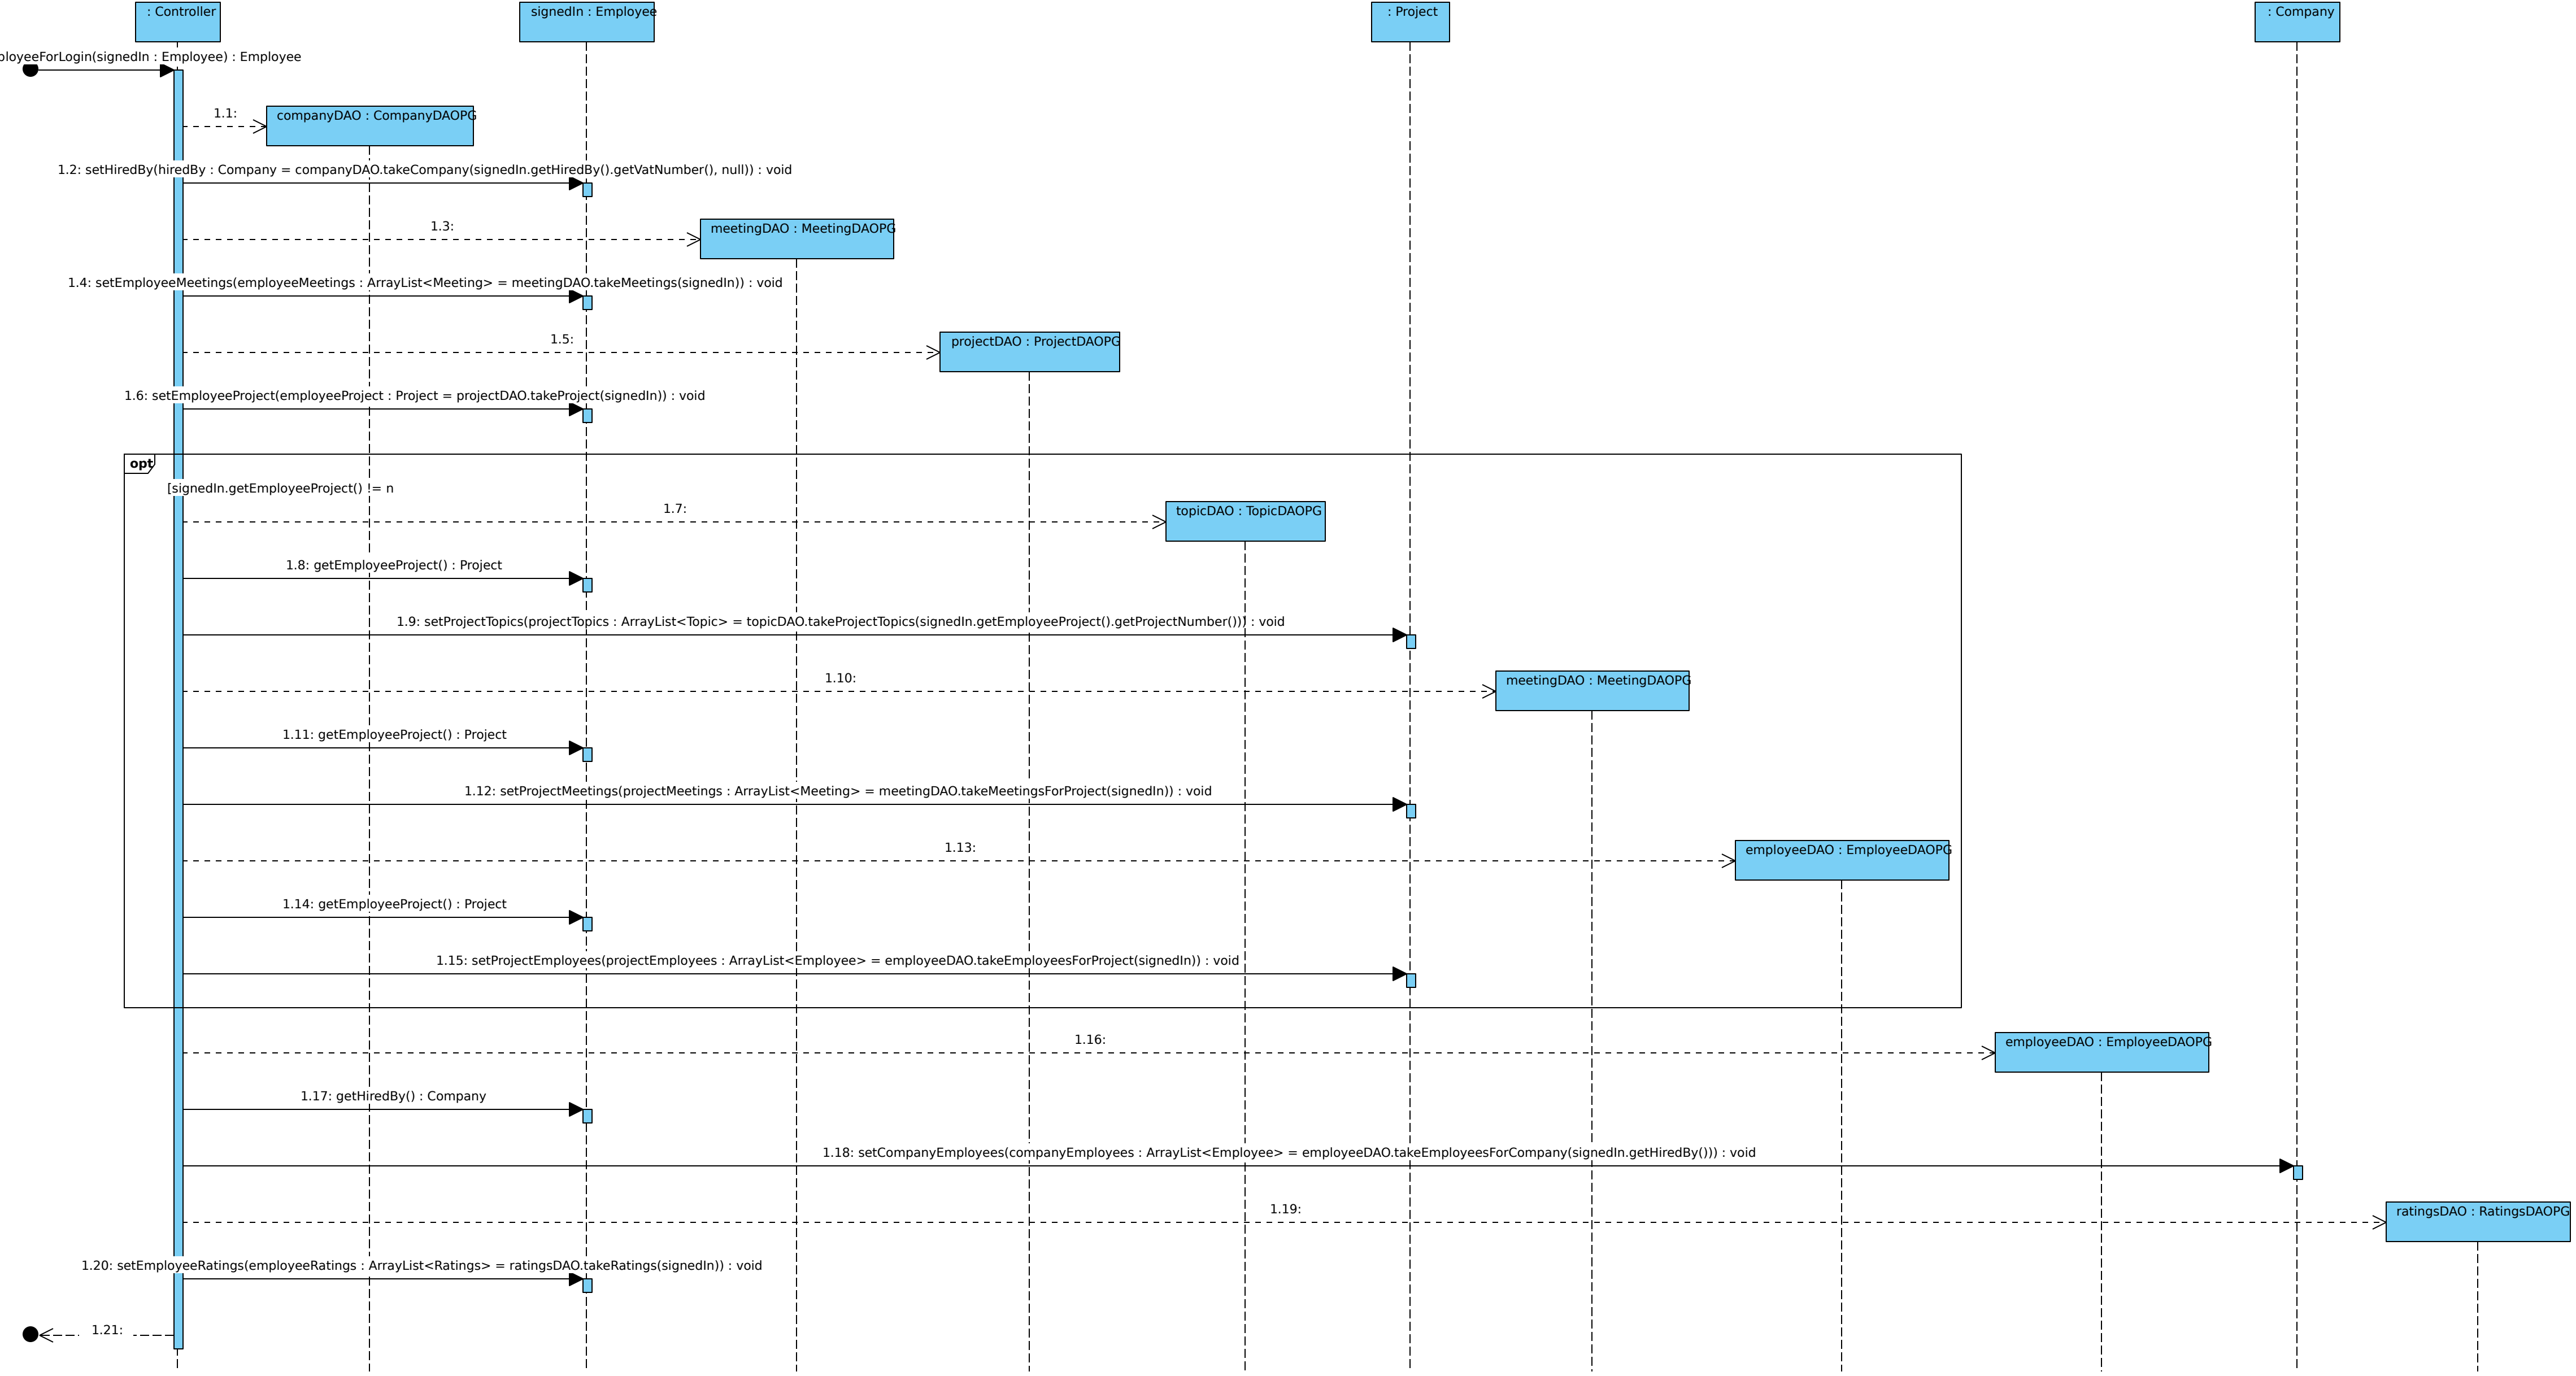 : Controller
signedIn : Employee
: Project
: Company
ployeeForLogin(signedIn : Employee) : Employee
1.1:
companyDAO : CompanyDAOPG
1.2: setHiredBy(hiredBy : Company = companyDAO.takeCompany(signedIn.getHiredBy().getVatNumber(), null)) : void
1.3:
meetingDAO : MeetingDAOPG
1.4: setEmployeeMeetings(employeeMeetings : ArrayList<Meeting> = meetingDAO.takeMeetings(signedIn)) : void
1.5:
projectDAO : ProjectDAOPG
1.6: setEmployeeProject(employeeProject : Project = projectDAO.takeProject(signedIn)) : void
opt
[signedIn.getEmployeeProject() != n
1.7:
topicDAO : TopicDAOPG
1.8: getEmployeeProject() : Project
1.9: setProjectTopics(projectTopics : ArrayList<Topic> = topicDAO.takeProjectTopics(signedIn.getEmployeeProject().getProjectNumber())) : void
1.10:
meetingDAO : MeetingDAOPG
1.11: getEmployeeProject() : Project
1.12: setProjectMeetings(projectMeetings : ArrayList<Meeting> = meetingDAO.takeMeetingsForProject(signedIn)) : void
1.13:
employeeDAO : EmployeeDAOPG
1.14: getEmployeeProject() : Project
1.15: setProjectEmployees(projectEmployees : ArrayList<Employee> = employeeDAO.takeEmployeesForProject(signedIn)) : void
1.16:
employeeDAO : EmployeeDAOPG
1.17: getHiredBy() : Company
1.18: setCompanyEmployees(companyEmployees : ArrayList<Employee> = employeeDAO.takeEmployeesForCompany(signedIn.getHiredBy())) : void
1.19:
ratingsDAO : RatingsDAOPG
1.20: setEmployeeRatings(employeeRatings : ArrayList<Ratings> = ratingsDAO.takeRatings(signedIn)) : void
1.21: